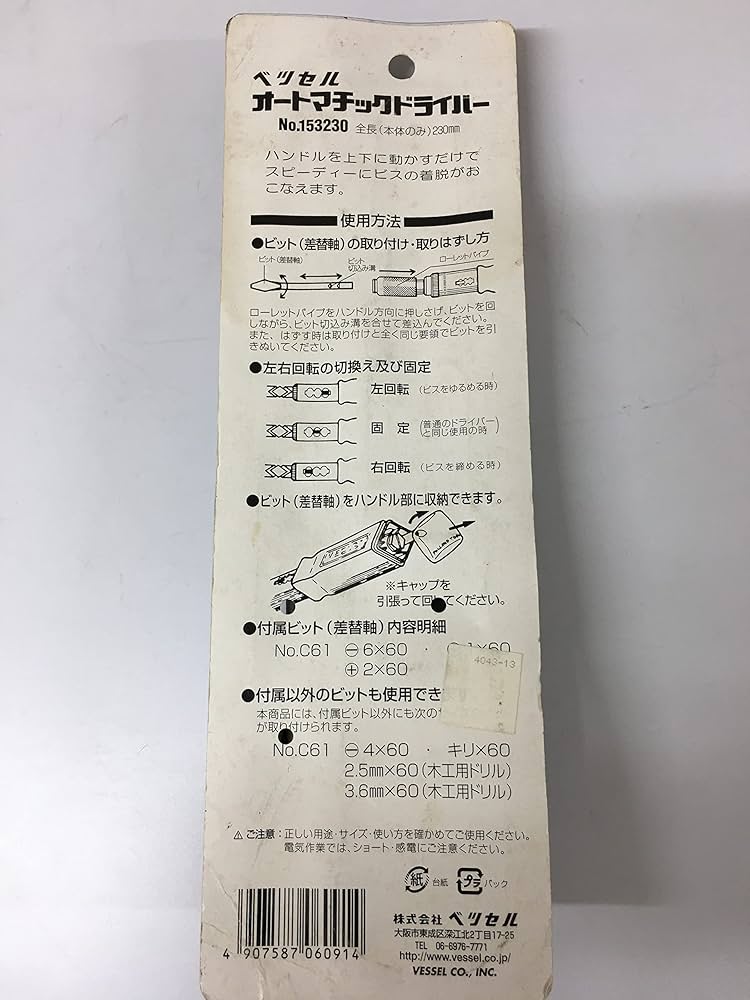 ベッセル
オートマチックドライバー
No.153230 全長(本体のみ)230mm
ハンドルを上下に動かすだけで
スピーディーにビスの着脱がお
こなえます。
使用方法
●ビット(差替軸)の取り付け・取りはずし方
ビット(差替軸)
ビット
切込み溝
ローレットパイプ
ローレットパイプをハンドル方向に押しさげ、ビットを回
しながら、ビット切込み溝を合せて差込んでください。
また、はずす時は取り付けと全く同じ要領でビットを引
きぬいてください。
●左右回転の切換え及び固定
左回転 (ビスをゆるめる時)
固 定 (普通のドライバー
と同じ使用の時)
右回転 (ビスを締める時)
●ビット(差替軸)をハンドル部に収納できます。
※キャップを
引張って回してください。
●付属ビット(差替軸)内容明細
No.C61 ⊖6×60 · 1×60
⊕2×60
4043-13
●付属以外のビットも使用でき
本商品には、付属ビット以外にも次の
が取り付けられます。
No.C61 ⊖4×60 · キリ×60
2.5mm×60(木工用ドリル)
3.6mm×60(木工用ドリル)
⚠ご注意:正しい用途・サイズ・使い方を確かめてご使用ください。
電気作業では、ショート・感電にご注意ください。
紙 台紙 プラ パック
株式会社 ベッセル
大阪市東成区深江北2丁目17-25
TEL 06-6976-7771
http://www.vessel.co.jp/
VESSEL CO., INC.
4 907587 060914